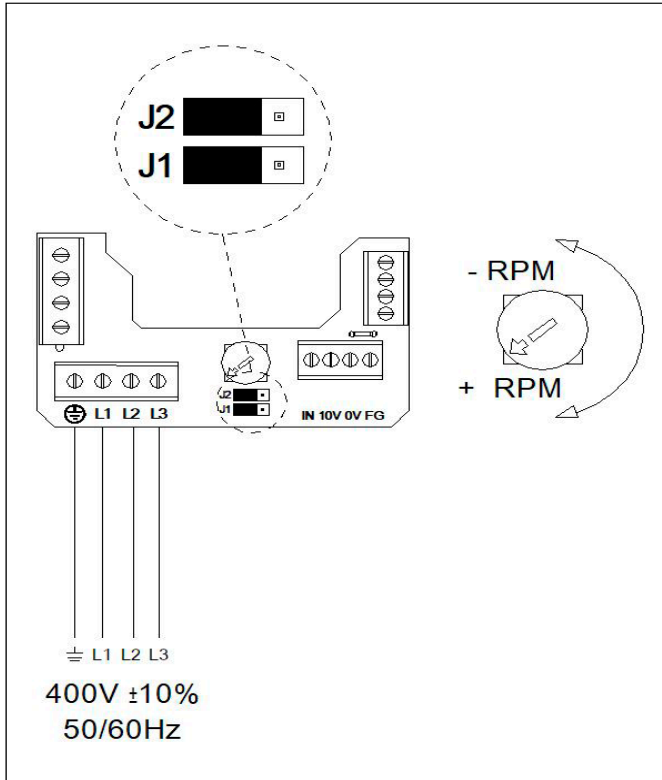 J2
J1
- RPM
+ RPM
J2
J1
L1 L2 L3
IN 10V 0V FG
L1 L2 L3
400V ±10%
50/60Hz